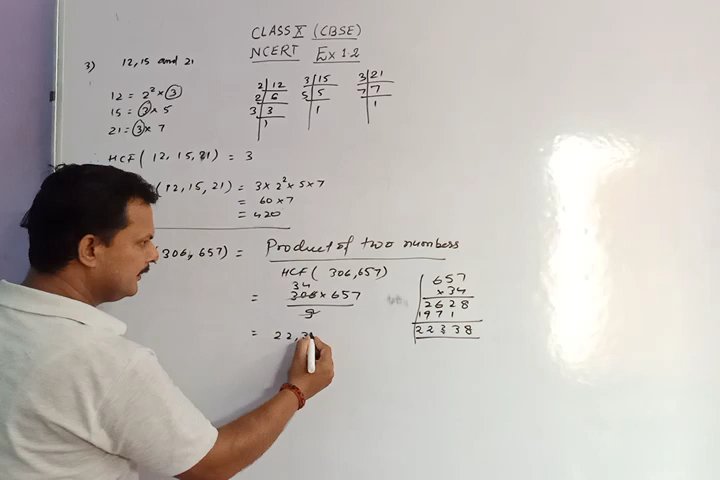 CLASS X (CBSE)
NCERT Ex 1.2
3) 12, 15 and 21
12 = 2² × 3
15 = 3 × 5
21 = 3 × 7
2 | 12
2 | 6
3 | 3
1
3 | 15
5 | 5
1
3 | 21
7 | 7
1
HCF ( 12, 15, 21 ) = 3
(12, 15, 21) = 3 × 2² × 5 × 7
= 60 × 7
= 420
306, 657) = Product of two numbers
HCF ( 306, 657)
34
= 306 × 657
9
= 22,3
657
× 34
2628
1971
22338